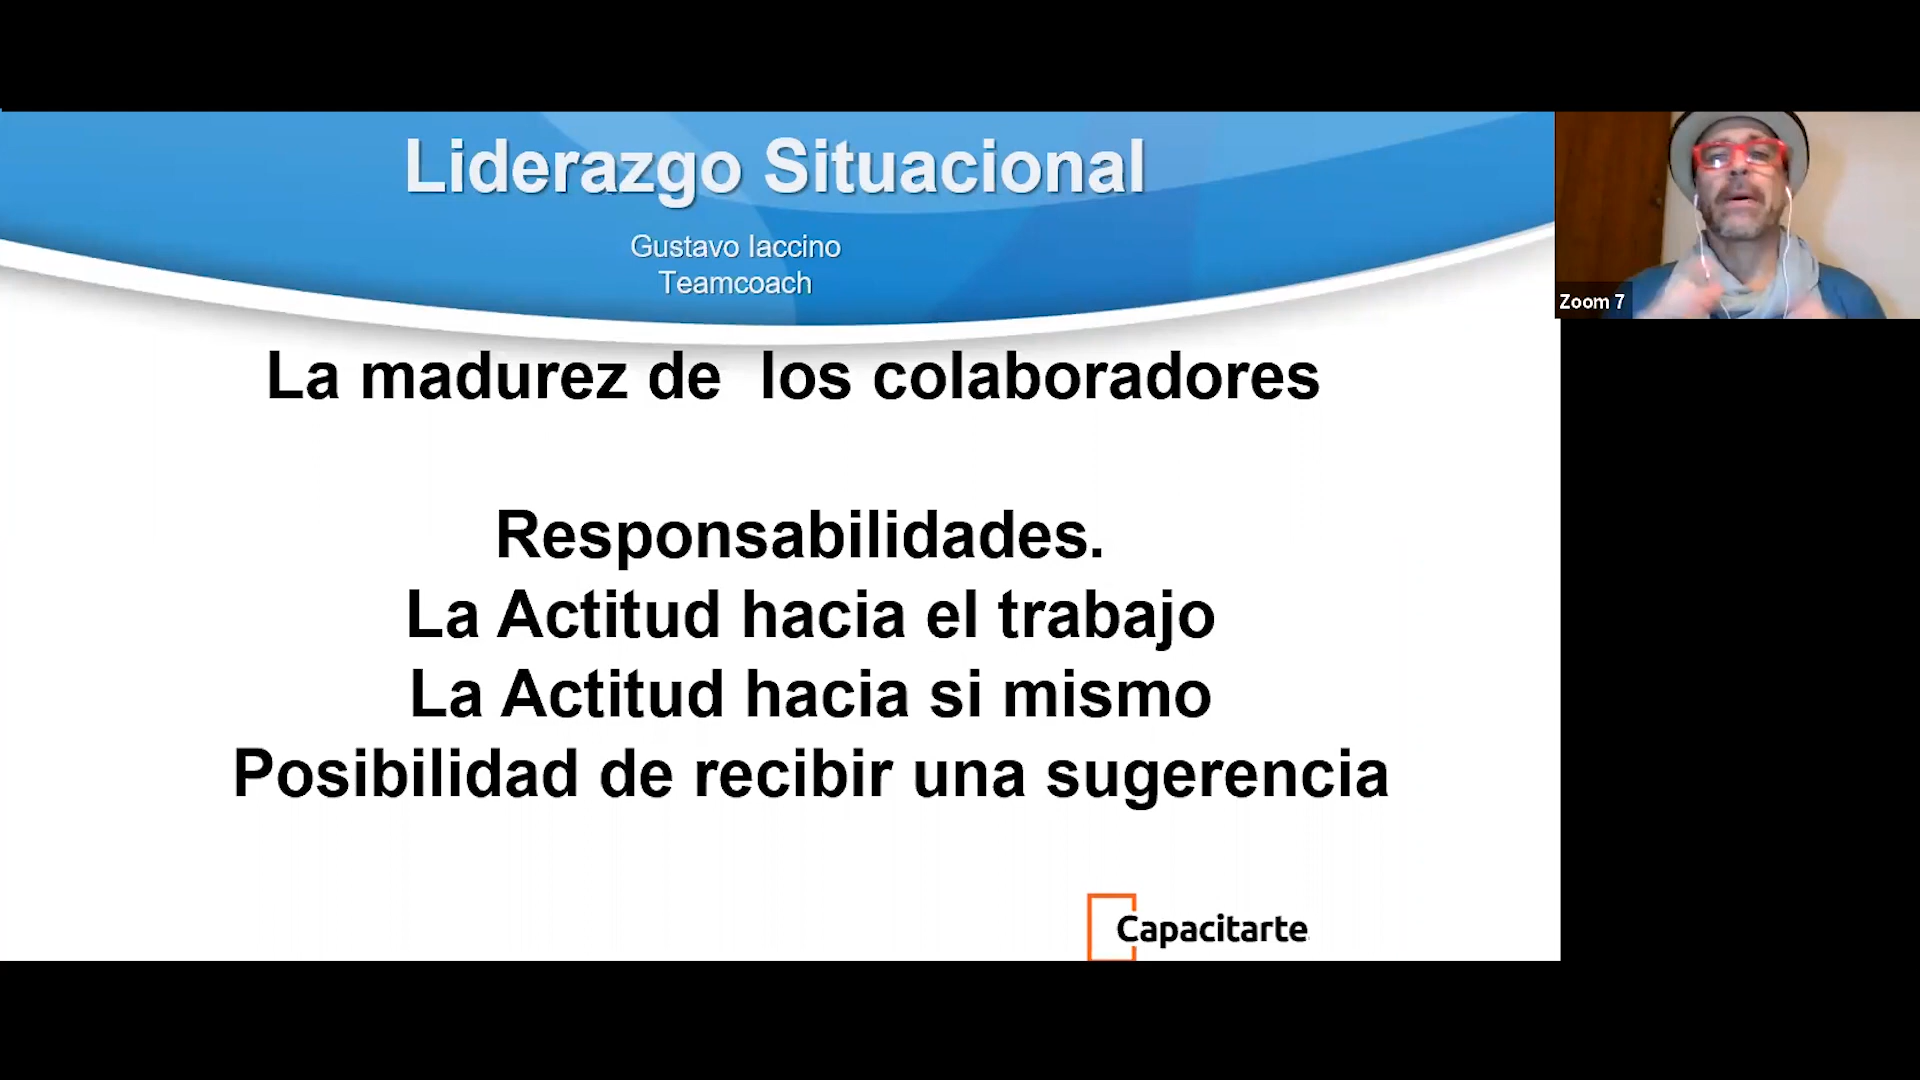 Liderazgo Situacional
Gustavo Iaccino
Teamcoach
La madurez de  los colaboradores
Responsabilidades.
La Actitud hacia el trabajo
La Actitud hacia si mismo
Posibilidad de recibir una sugerencia
Capacitarte
Zoom 7